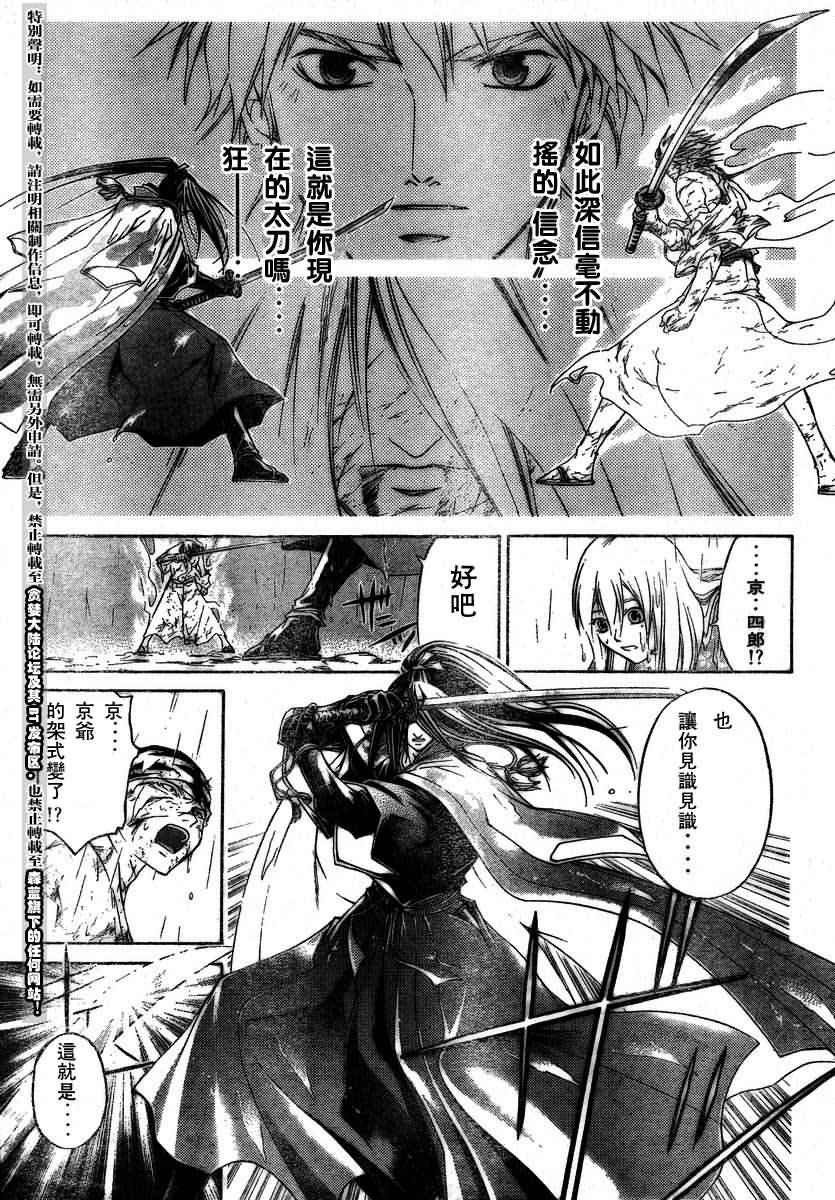 如此深信毫不動
搖的〝信念〞‥‥
這就是你現
在的太刀嗎‥‥
狂——‥
‥‥京‥四郎!?
好吧
也
讓你見識見識‥‥
京‥‥
京爺
的架式變了!?
這就是‥‥
特別聲明：如需要轉載，請注明相關制作信息，即可轉載，無需另外申請。但是，禁止轉載至貪婪大陆论坛及其BT发布区。也禁止轉載至森蓝旗下的任何网站！